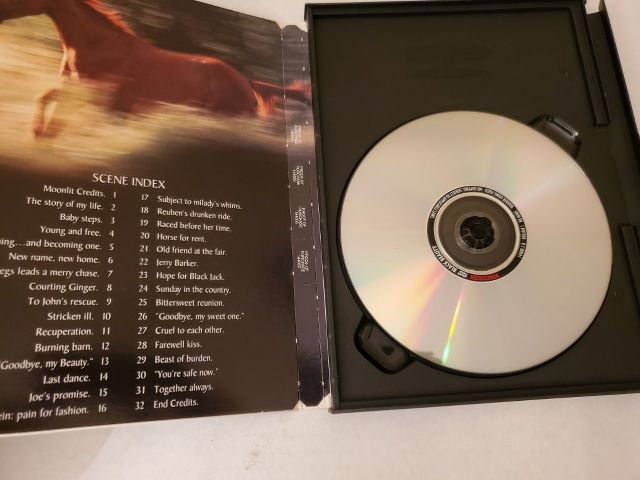 SCENE INDEX
Moonlit Credits. 1
The story of my life. 2
Baby steps. 3
Young and free. 4
...and becoming one. 5
New name, new home. 6
leads a merry chase. 7
Courting Ginger. 8
To John's rescue. 9
Stricken ill. 10
Recuperation. 11
Burning barn. 12
"Goodbye, my Beauty." 13
Last dance. 14
Joe's promise. 15
pain for fashion. 16
17 Subject to milady's whims.
18 Reuben's drunken ride.
19 Raced before her time.
20 Horse for rent.
21 Old friend at the fair.
22 Jerry Barker.
23 Hope for Black Jack.
24 Sunday in the country.
25 Bittersweet reunion.
26 "Goodbye, my sweet one."
27 Cruel to each other.
28 Farewell kiss.
29 Beast of burden.
30 "You're safe now."
31 Together always.
32 End Credits.
PROOF OF
PURCHASE
BLACK BEAUTY
WIDESCREEN